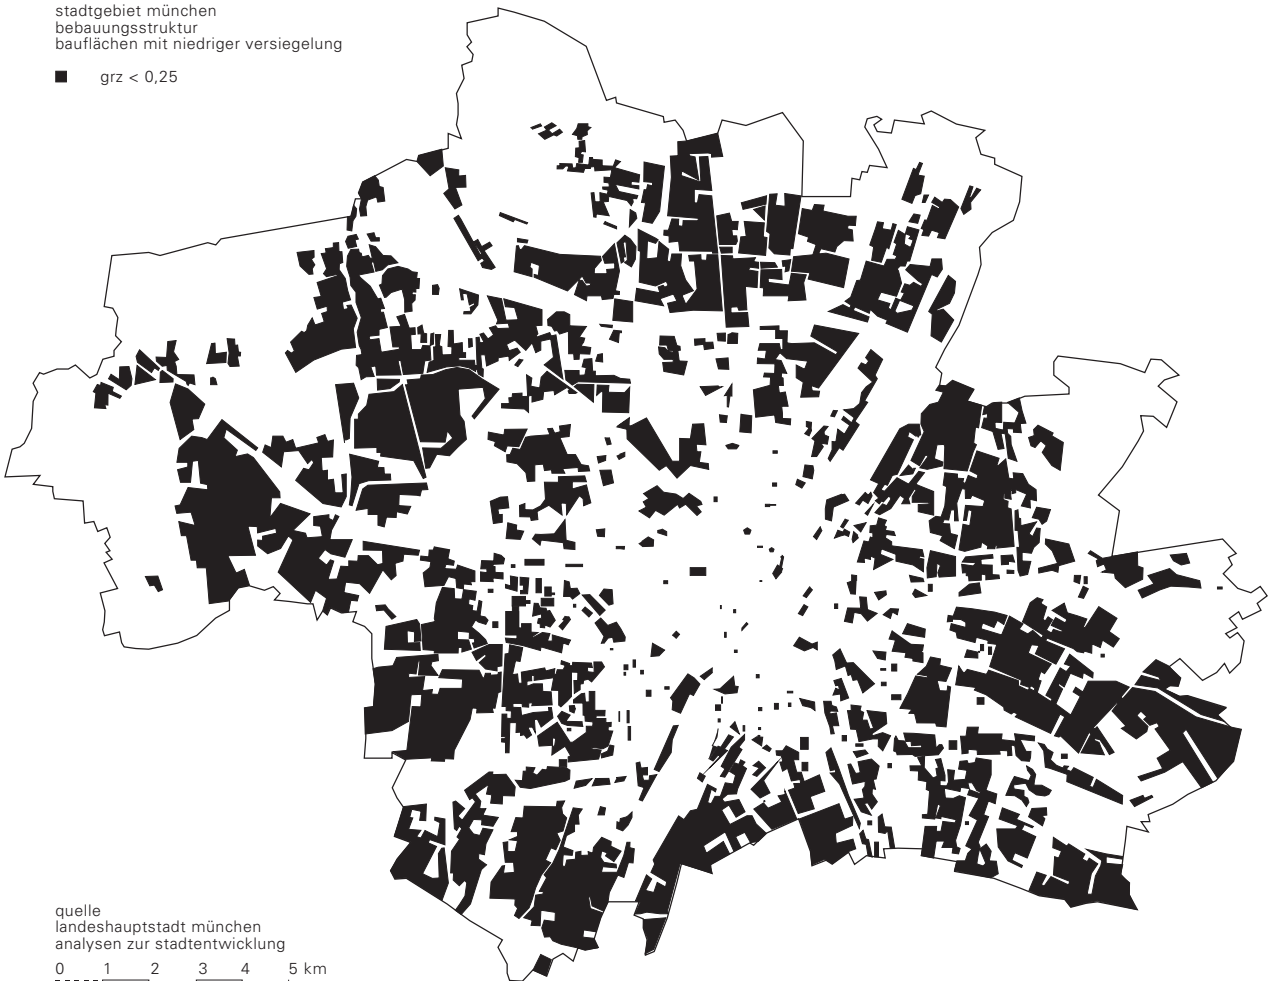 stadtgebiet münchen
bebauungsstruktur
bauflächen mit niedriger versiegelung
grz < 0,25
quelle
landeshauptstadt münchen
analysen zur stadtentwicklung
0 1 2 3 4 5 km